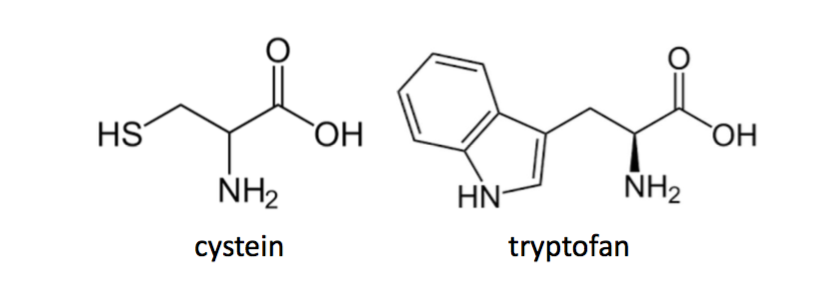 O
HS
OH
NH2
cystein
O
OH
HN
NH2
tryptofan